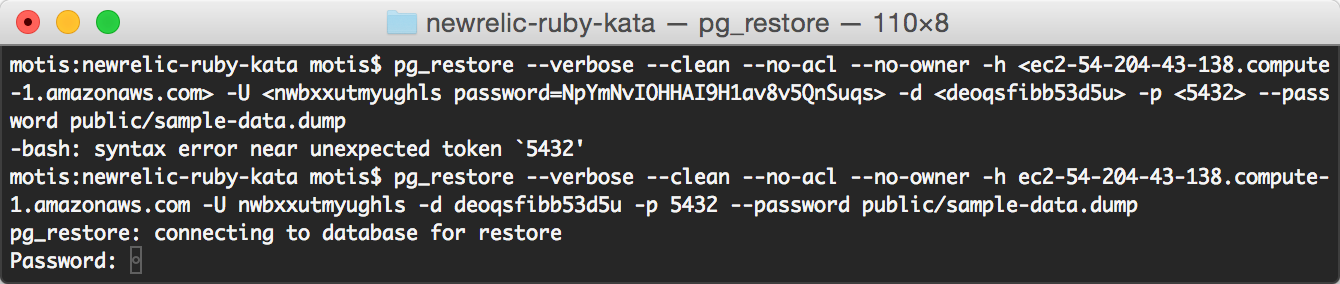 newrelic-ruby-kata — pg_restore — 110×8
motis:newrelic-ruby-kata motis$ pg_restore --verbose --clean --no-acl --no-owner -h <ec2-54-204-43-138.compute
-1.amazonaws.com> -U <nwbxxutmyughls password=NpYmNvIOHHAI9H1av8v5QnSuqs> -d <deoqsfibb53d5u> -p <5432> --pass
word public/sample-data.dump
-bash: syntax error near unexpected token `5432'
motis:newrelic-ruby-kata motis$ pg_restore --verbose --clean --no-acl --no-owner -h ec2-54-204-43-138.compute-
1.amazonaws.com -U nwbxxutmyughls -d deoqsfibb53d5u -p 5432 --password public/sample-data.dump
pg_restore: connecting to database for restore
Password: